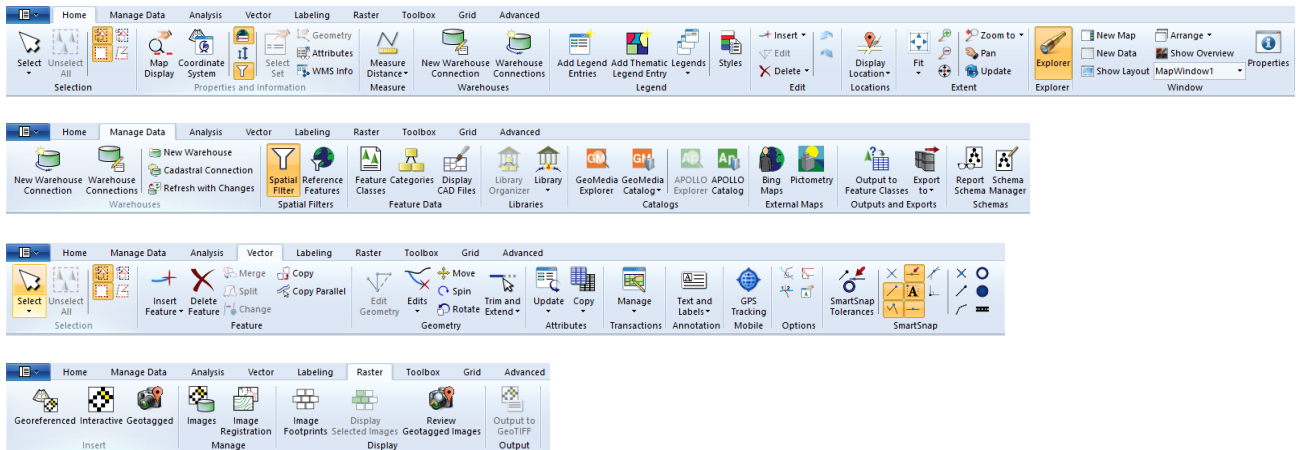 Home Manage Data Analysis Vector Labeling Raster Toolbox Grid Advanced
Select Unselect All
Selection
Map Display Coordinate System Select Set Geometry Attributes WMS Info
Properties and Information
Measure Distance
Measure
New Warehouse Connection Warehouse Connections
Warehouses
Add Legend Entries Add Thematic Legend Entry Legends
Legend
Styles
Insert Edit Delete
Edit
Display Location
Locations
Fit Zoom to Pan Update
Extent
Explorer
Explorer
New Map New Data Show Layout Arrange Show Overview MapWindow1 Properties
Window
Home Manage Data Analysis Vector Labeling Raster Toolbox Grid Advanced
New Warehouse Connection Warehouse Connections New Warehouse Cadastral Connection Refresh with Changes
Warehouses
Spatial Filter Reference Features
Spatial Filters
Feature Classes Categories Display CAD Files
Feature Data
Library Organizer Library
Libraries
GeoMedia Explorer GeoMedia Catalog APOLLO Explorer APOLLO Catalog
Catalogs
Bing Maps Pictometry
External Maps
Output to Feature Classes Export to
Outputs and Exports
Report Schema Schema Manager
Schemas
Home Manage Data Analysis Vector Labeling Raster Toolbox Grid Advanced
Select Unselect All
Selection
Insert Feature Delete Feature Merge Split Change Copy Copy Parallel
Feature
Edit Geometry Edits Move Spin Rotate Trim and Extend
Geometry
Update Copy
Attributes
Manage
Transactions
Text and Labels
Annotation
GPS Tracking
Mobile
Options
SmartSnap Tolerances
SmartSnap
Home Manage Data Analysis Vector Labeling Raster Toolbox Grid Advanced
Georeferenced Interactive Geotagged
Insert
Images Image Registration
Manage
Image Footprints Display Selected Images Review Geotagged Images
Display
Output to GeoTIFF
Output